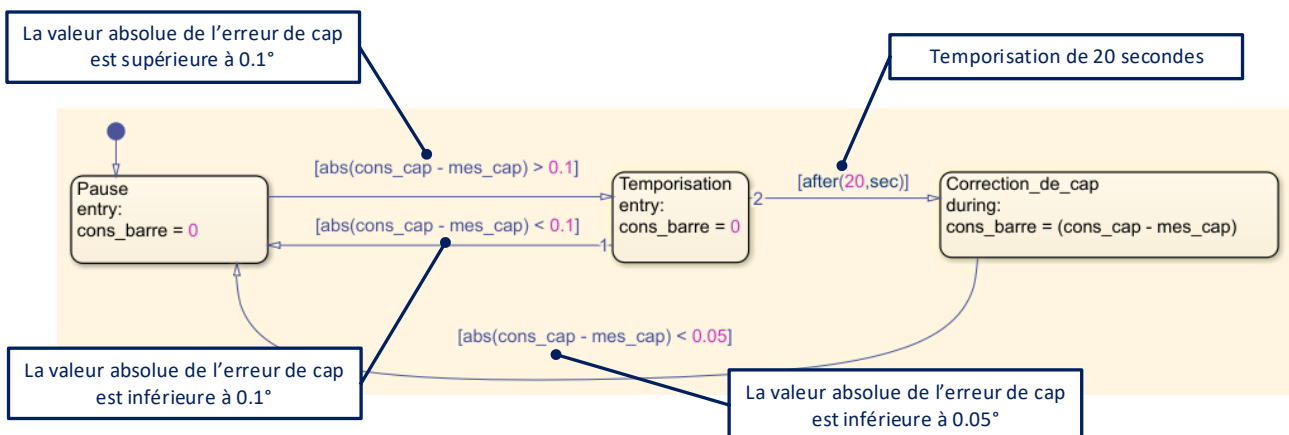 La valeur absolue de l’erreur de cap
est supérieure à 0.1°
Temporisation de 20 secondes
[abs(cons_cap - mes_cap) > 0.1]
Pause
entry:
cons_barre = 0
[abs(cons_cap - mes_cap) < 0.1]
1
Temporisation
entry:
cons_barre = 0
2
[after(20,sec)]
Correction_de_cap
during:
cons_barre = (cons_cap - mes_cap)
[abs(cons_cap - mes_cap) < 0.05]
La valeur absolue de l’erreur de cap
est inférieure à 0.1°
La valeur absolue de l’erreur de cap
est inférieure à 0.05°